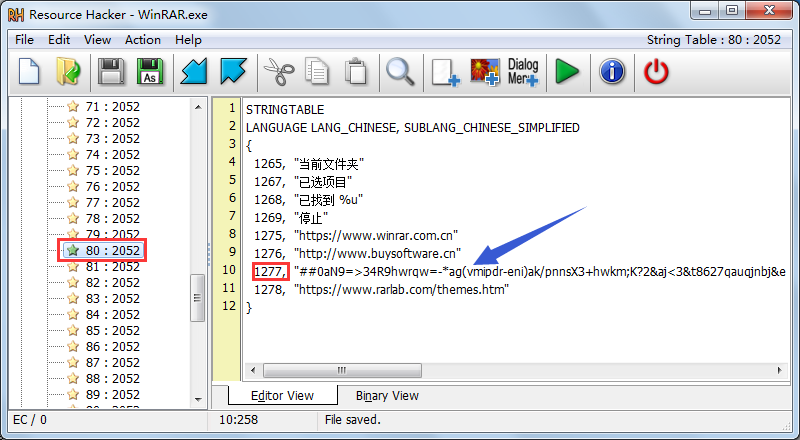 RH Resource Hacker - WinRAR.exe
File Edit View Action Help String Table : 80 : 2052
As Dialog Menu
71 : 2052
72 : 2052
73 : 2052
74 : 2052
75 : 2052
76 : 2052
77 : 2052
78 : 2052
79 : 2052
80 : 2052
81 : 2052
82 : 2052
83 : 2052
84 : 2052
85 : 2052
86 : 2052
87 : 2052
88 : 2052
89 : 2052
1 STRINGTABLE
2 LANGUAGE LANG_CHINESE, SUBLANG_CHINESE_SIMPLIFIED
3 {
4 1265, "当前文件夹"
5 1267, "已选项目"
6 1268, "已找到 %u"
7 1269, "停止"
8 1275, "https://www.winrar.com.cn"
9 1276, "http://www.buysoftware.cn"
10 1277, "##0aN9=>34R9hwrqw=-*ag(vmipdr-eni)ak/pnnsX3+hwkm;K?2&aj<3&t8627qauqjnbj&e
11 1278, "https://www.rarlab.com/themes.htm"
12 }
Editor View Binary View
EC / 0 10:258 File saved.